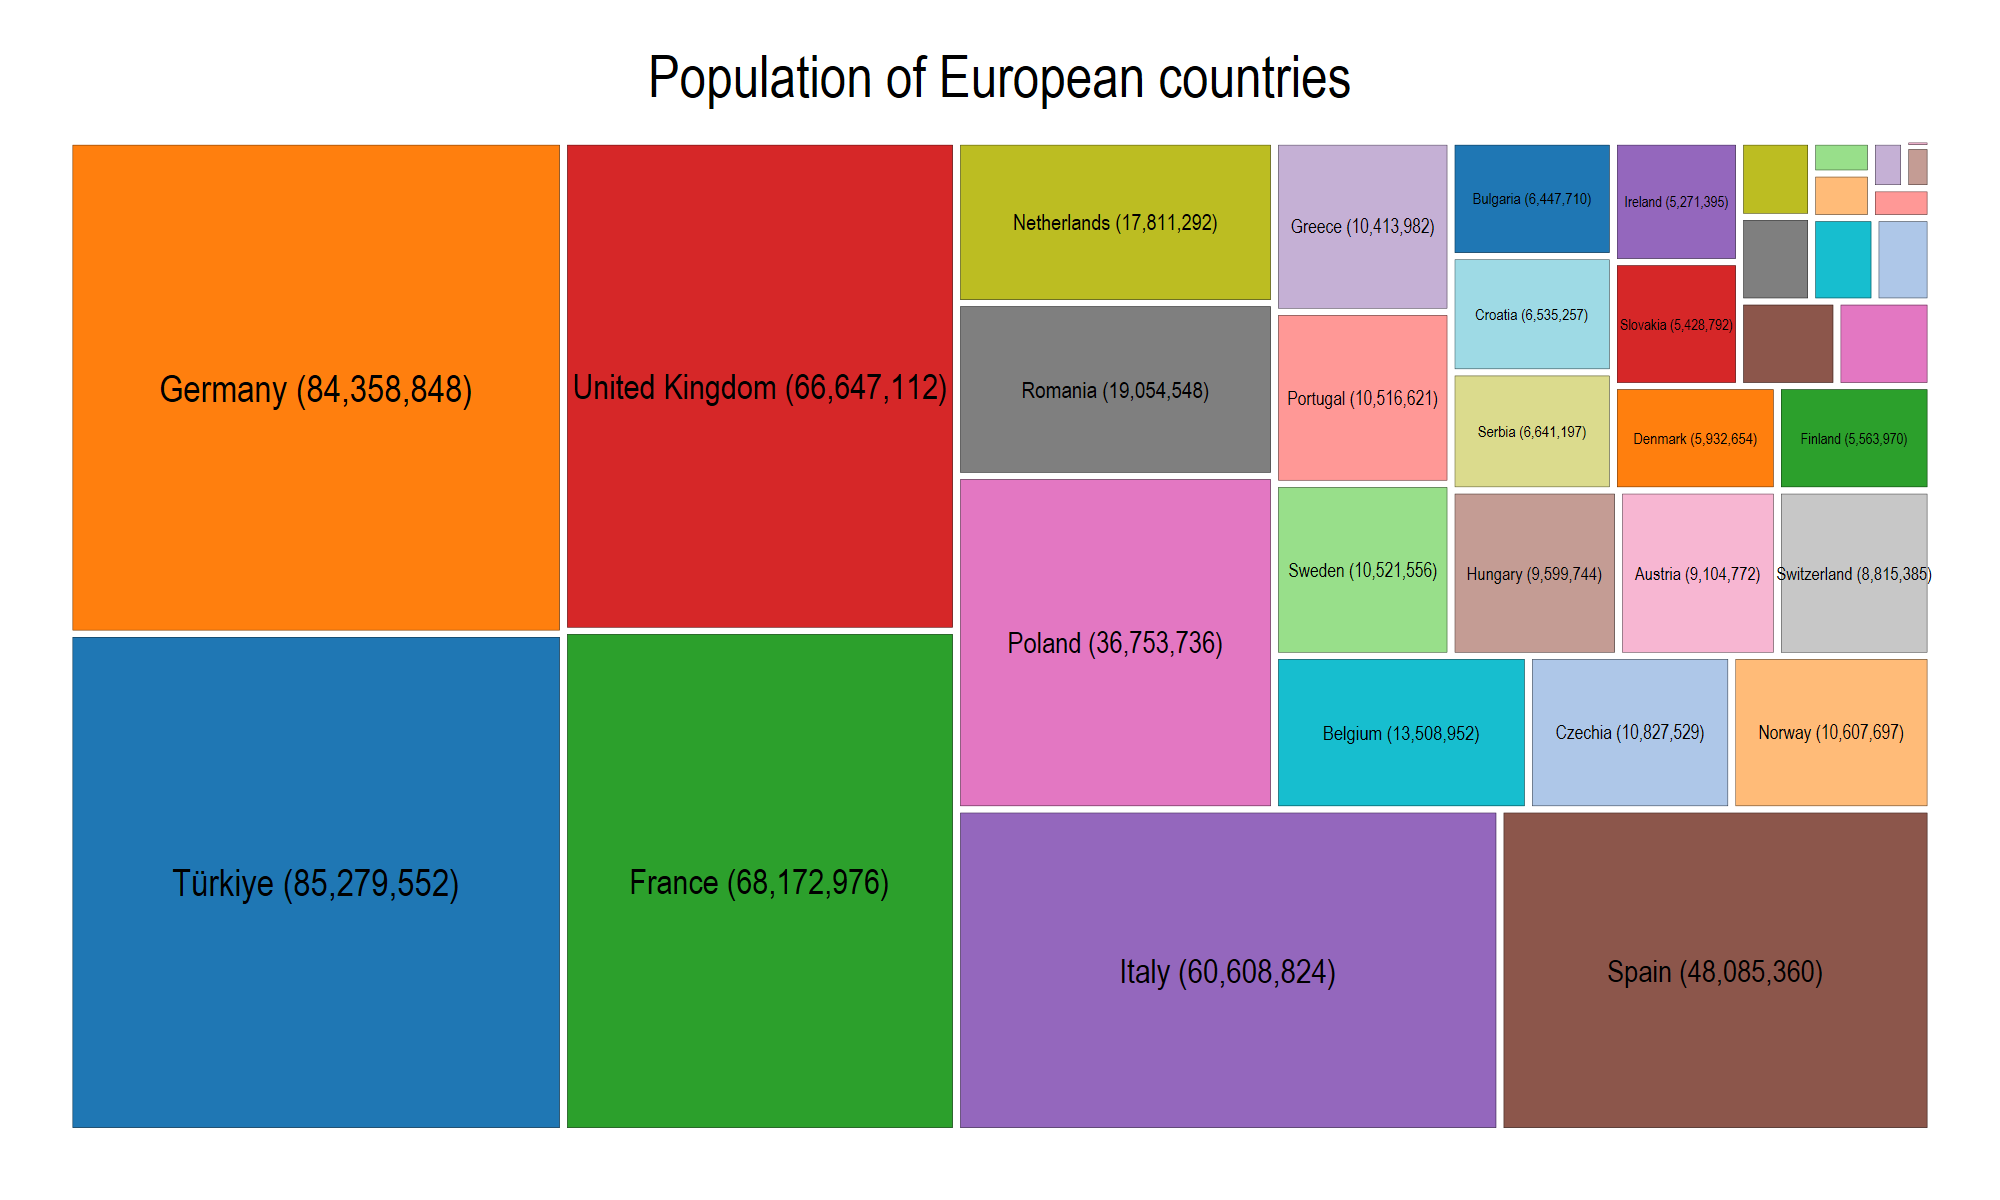 Population of European countries
Germany (84,358,848)
United Kingdom (66,647,112)
Netherlands (17,811,292)
Greece (10,413,982)
Bulgaria (6,447,710)
Ireland (5,271,395)
Croatia (6,535,257)
Slovakia (5,428,792)
Romania (19,054,548)
Portugal (10,516,621)
Serbia (6,641,197)
Denmark (5,932,654)
Finland (5,563,970)
Poland (36,753,736)
Sweden (10,521,556)
Hungary (9,599,744)
Austria (9,104,772)
Switzerland (8,815,385)
Belgium (13,508,952)
Czechia (10,827,529)
Norway (10,607,697)
Türkiye (85,279,552)
France (68,172,976)
Italy (60,608,824)
Spain (48,085,360)